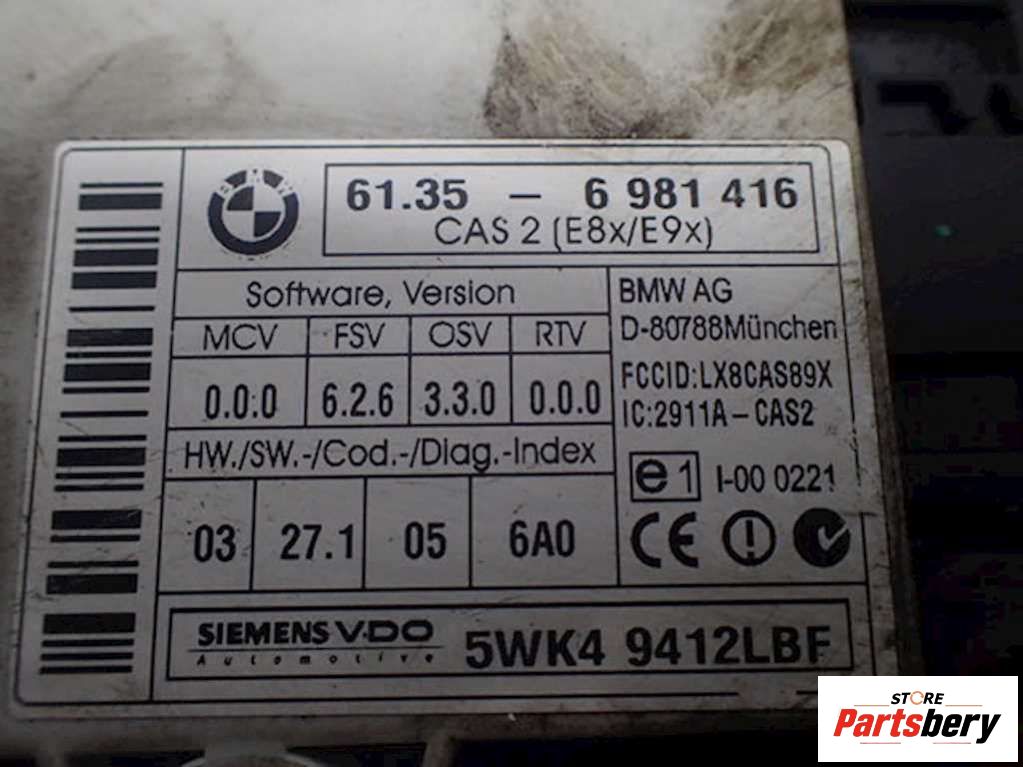 BMW
61.35 – 6 981 416
CAS 2 (E8x/E9x)
Software, Version
MCV FSV OSV RTV
0.0.0 6.2.6 3.3.0 0.0.0
HW./SW.-/Cod.-/Diag.-Index
03 27.1 05 6A0
BMW AG
D-80788München
FCCID:LX8CAS89X
IC:2911A–CAS2
e1 I-00 0221
CE
SIEMENS VDO
Automotive
5WK4 9412LBF
STORE
Partsbery